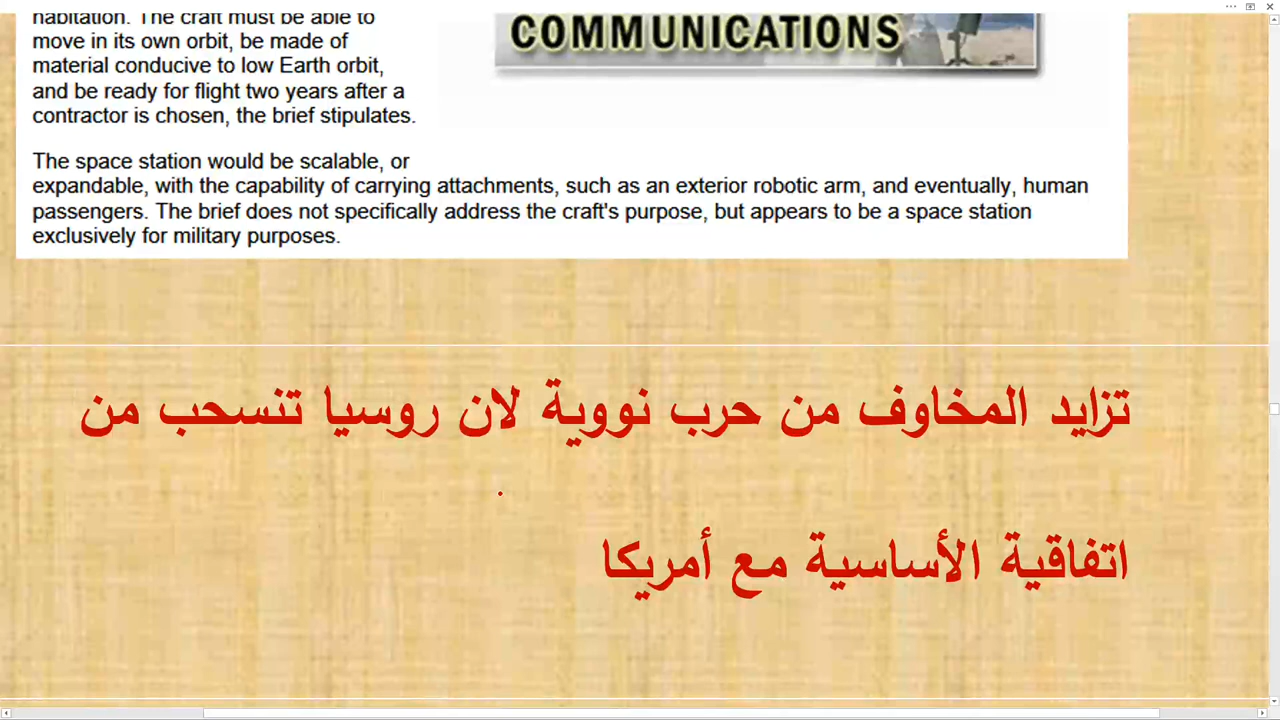 habitation. The craft must be able to
move in its own orbit, be made of
material conducive to low Earth orbit,
and be ready for flight two years after a
contractor is chosen, the brief stipulates.
COMMUNICATIONS
The space station would be scalable, or
expandable, with the capability of carrying attachments, such as an exterior robotic arm, and eventually, human
passengers. The brief does not specifically address the craft's purpose, but appears to be a space station
exclusively for military purposes.
تزايد المخاوف من حرب نووية لان روسيا تنسحب من
اتفاقية الأساسية مع أمريكا